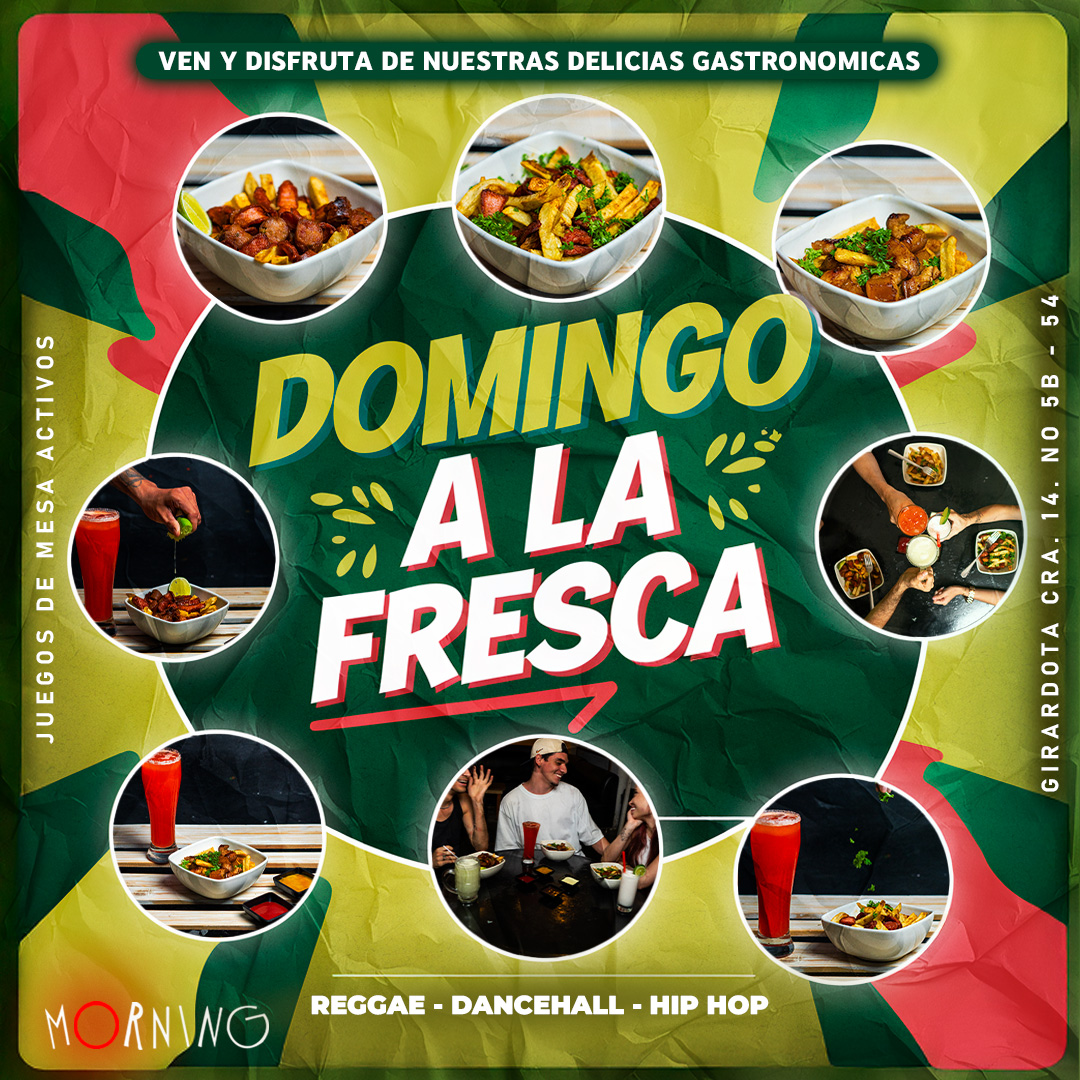 VEN Y DISFRUTA DE NUESTRAS DELICIAS GASTRONOMICAS
DOMINGO
A LA
FRESCA
JUEGOS DE MESA ACTIVOS
GIRARDOTA CRA. 14. NO 5B - 54
REGGAE - DANCEHALL - HIP HOP
MORNING